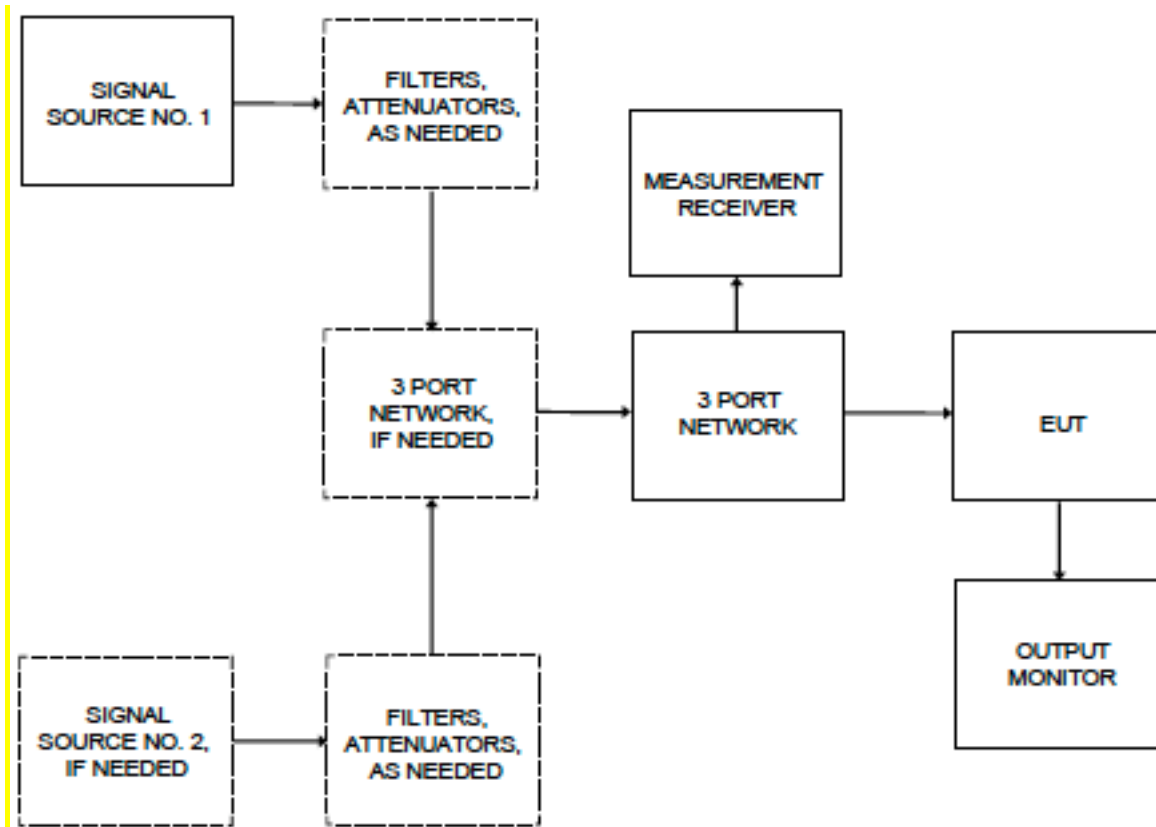 SIGNAL
SOURCE NO. 1
FILTERS,
ATTENUATORS,
AS NEEDED
MEASUREMENT
RECEIVER
3 PORT
NETWORK,
IF NEEDED
3 PORT
NETWORK
EUT
SIGNAL
SOURCE NO. 2,
IF NEEDED
FILTERS,
ATTENUATORS,
AS NEEDED
OUTPUT
MONITOR